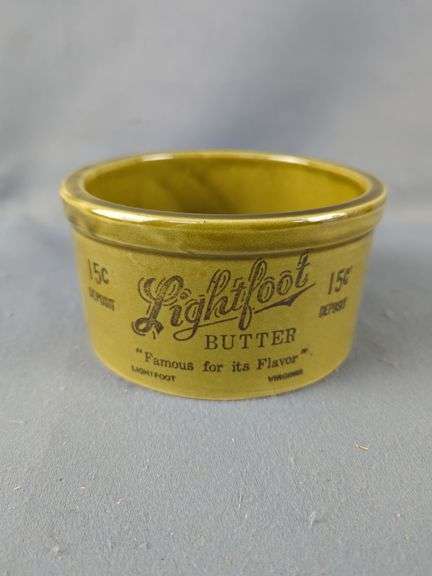 15¢
DEPOSIT
Lightfoot
BUTTER
"Famous for its Flavor"
LIGHTFOOT VIRGINIA
15¢
DEPOSIT